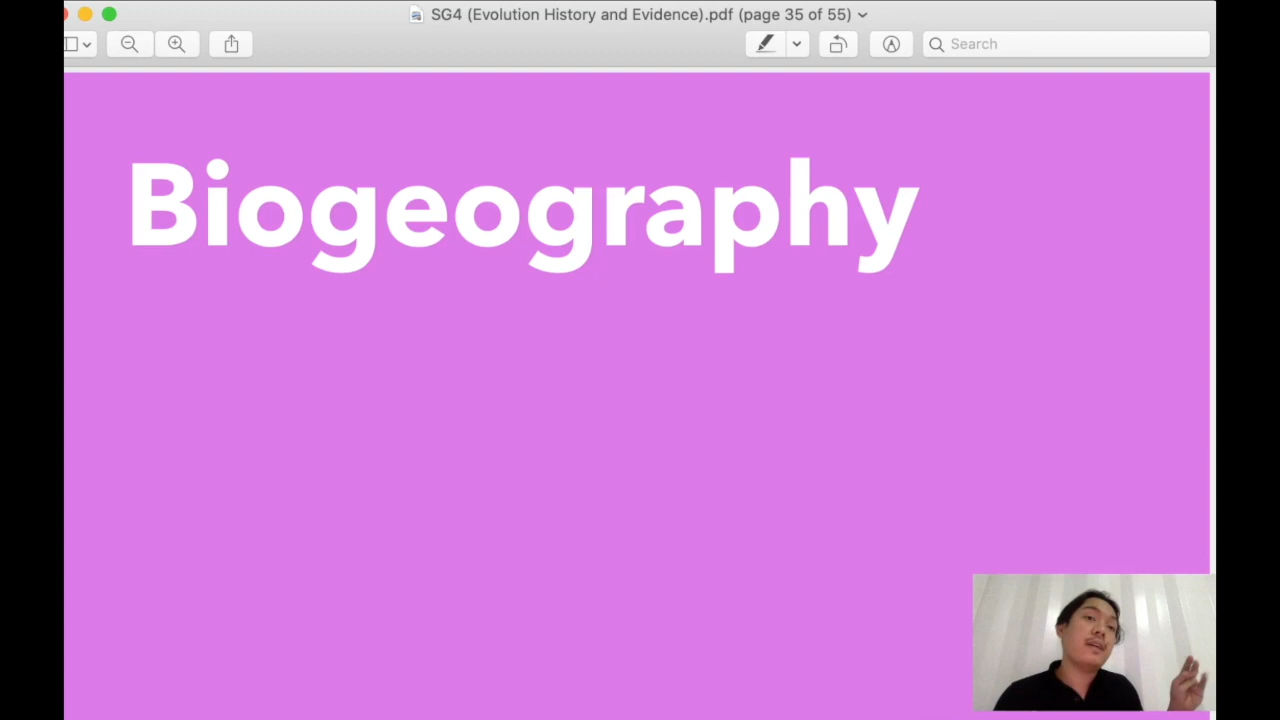 SG4 (Evolution History and Evidence).pdf (page 35 of 55)
Search
Biogeography